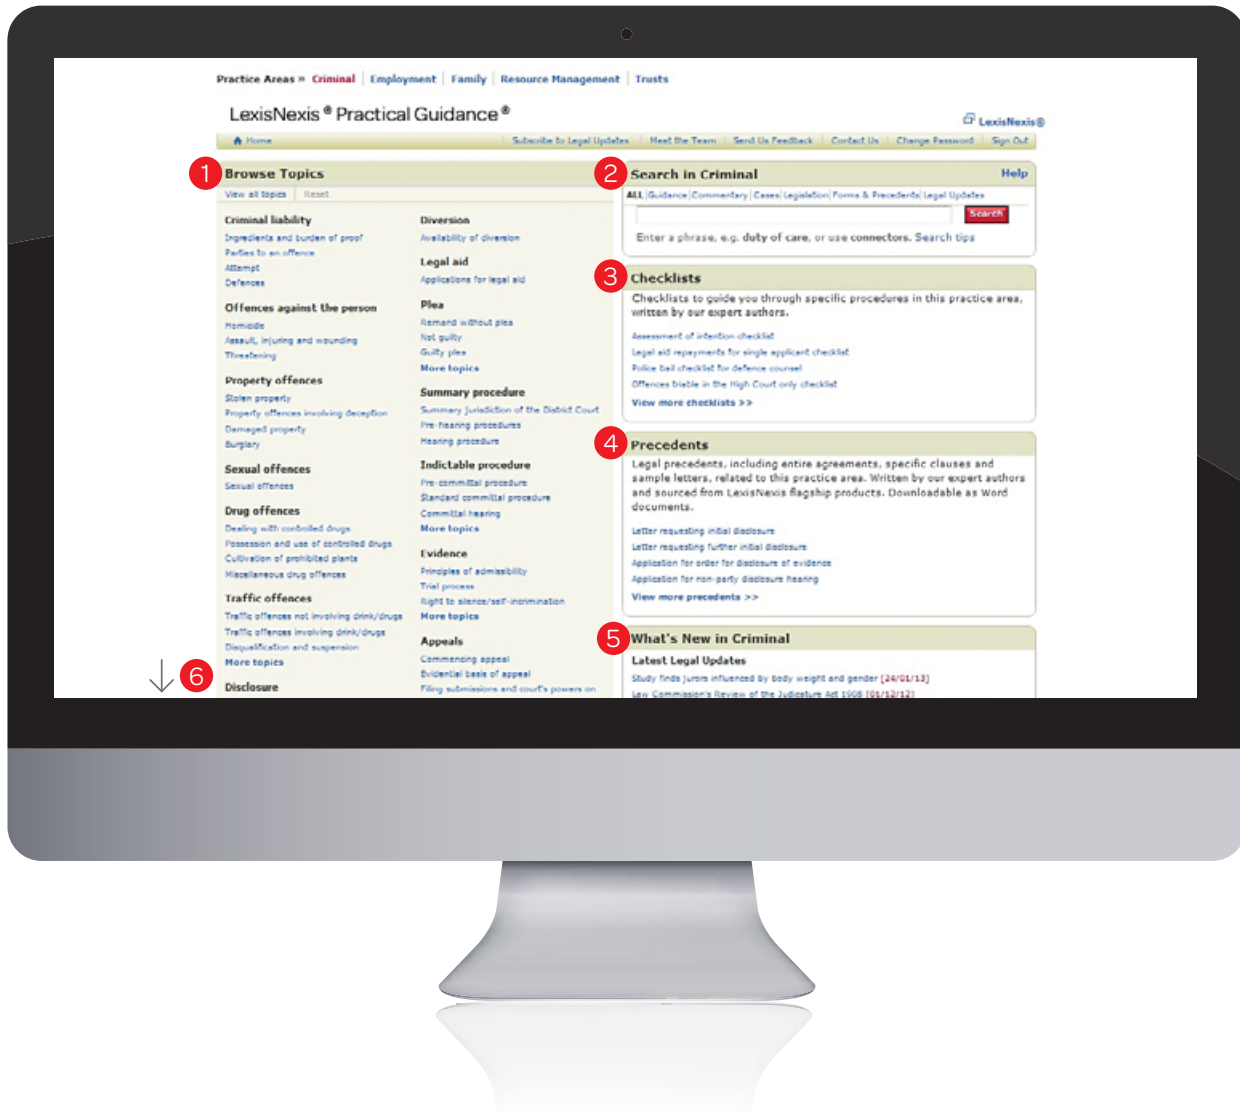 Practice Areas » Criminal | Employment | Family | Resource Management | Trusts
LexisNexis ® Practical Guidance ®
LexisNexis®
Home
Subscribe to Legal Updates | Meet the Team | Send Us Feedback | Contact Us | Change Password | Sign Out
1 Browse Topics
View all topics | Reset
Criminal liability
Ingredients and burden of proof
Parties to an offence
Attempt
Defences
Offences against the person
Homicide
Assault, injuring and wounding
Threatening
Property offences
Stolen property
Property offences involving deception
Damaged property
Burglary
Sexual offences
Sexual offences
Drug offences
Dealing with controlled drugs
Possession and use of controlled drugs
Cultivation of prohibited plants
Miscellaneous drug offences
Traffic offences
Traffic offences not involving drink/drugs
Traffic offences involving drink/drugs
Disqualification and suspension
More topics
6
Disclosure
Diversion
Availability of diversion
Legal aid
Applications for legal aid
Plea
Remand without plea
Not guilty
Guilty plea
More topics
Summary procedure
Summary jurisdiction of the District Court
Pre-hearing procedures
Hearing procedure
Indictable procedure
Pre-committal procedure
Standard committal procedure
Committal hearing
More topics
Evidence
Principles of admissibility
Trial process
Right to silence/self-incrimination
More topics
Appeals
Commencing appeal
Evidential basis of appeal
Filing submissions and court's powers on
2 Search in Criminal Help
ALL | Guidance | Commentary | Cases | Legislation | Forms & Precedents | Legal Updates
Search
Enter a phrase, e.g. duty of care, or use connectors. Search tips
3 Checklists
Checklists to guide you through specific procedures in this practice area,
written by our expert authors.
Assessment of intention checklist
Legal aid repayments for single applicant checklist
Police bail checklist for defence counsel
Offences triable in the High Court only checklist
View more checklists >>
4 Precedents
Legal precedents, including entire agreements, specific clauses and
sample letters, related to this practice area. Written by our expert authors
and sourced from LexisNexis flagship products. Downloadable as Word
documents.
Letter requesting initial disclosure
Letter requesting further initial disclosure
Application for order for disclosure of evidence
Application for non-party disclosure hearing
View more precedents >>
5 What's New in Criminal
Latest Legal Updates
Study finds jurors influenced by body weight and gender [24/01/13]
Law Commission's Review of the Judicature Act 1908 [01/12/12]